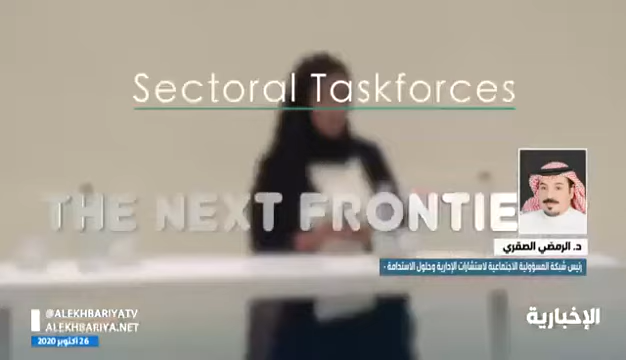 Sectoral Taskforces
THE NEXT FRONTIE
د. الرمضي الصقري
رئيس شبكة المسؤولية الاجتماعية لاستشارات الإدارية وحلول الاستدامة -
@ALEKHBARIYATV
ALEKHBARIYA.NET
26 أكتوبر 2020
الإخبارية